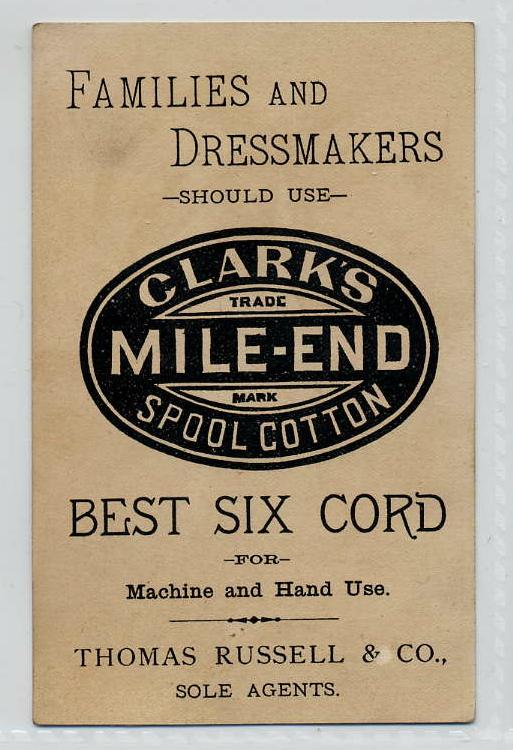 FAMILIES AND
DRESSMAKERS
—SHOULD USE—
CLARK'S
TRADE
MILE-END
MARK
SPOOL COTTON
BEST SIX CORD
—FOR—
Machine and Hand Use.
THOMAS RUSSELL & CO.,
SOLE AGENTS.